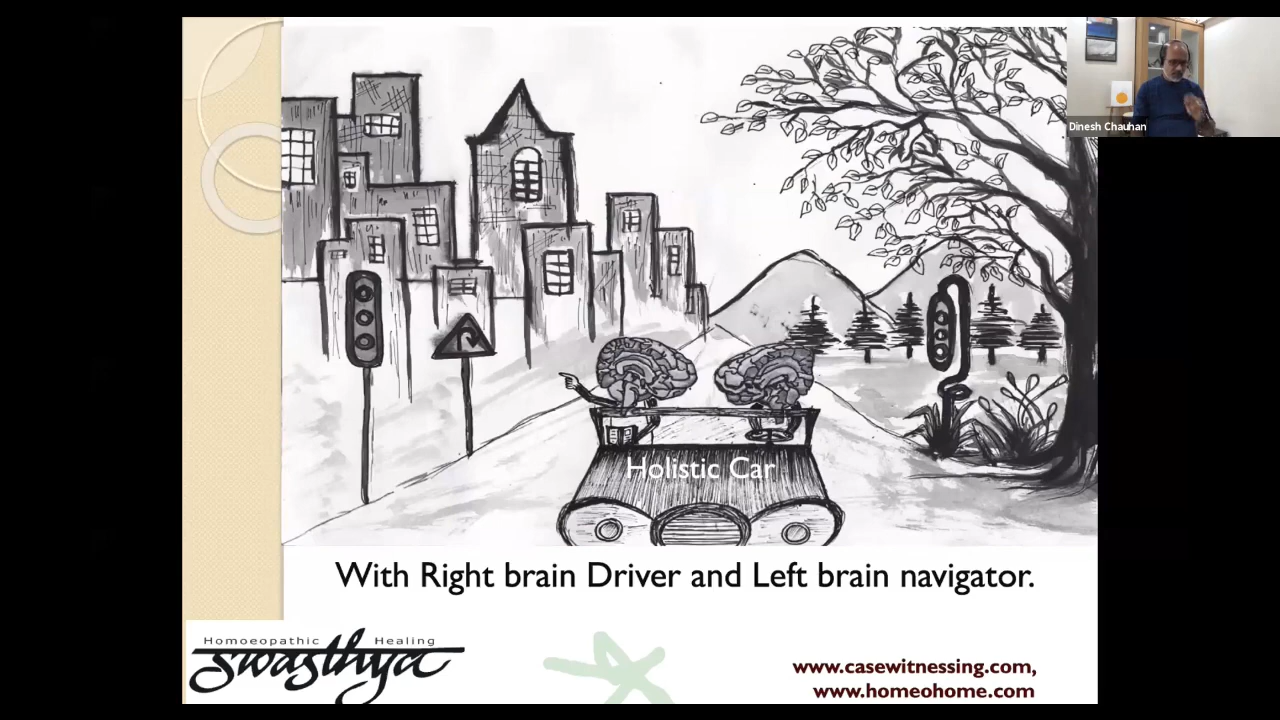 Dinesh Chauhan
Holistic Car
With Right brain Driver and Left brain navigator.
Homoeopathic Healing
swasthya
www.casewitnessing.com,
www.homeohome.com